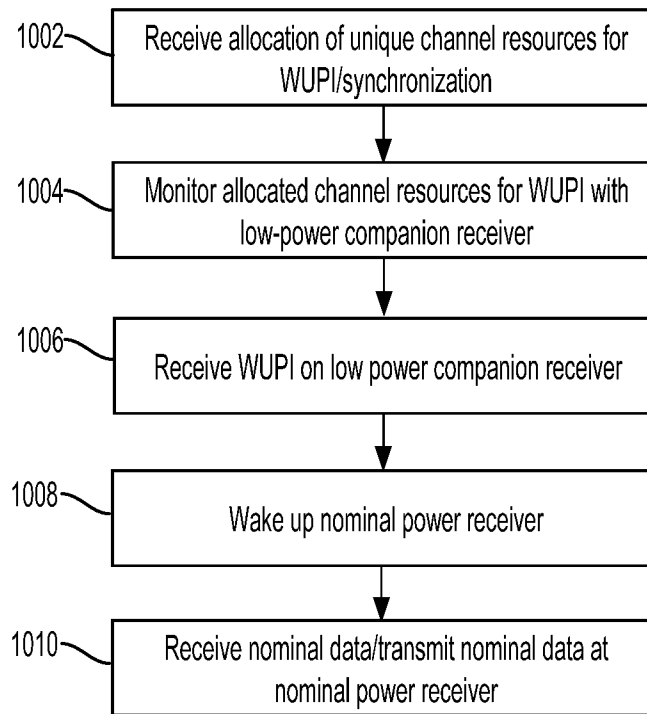 1002
Receive allocation of unique channel resources for
WUPI/synchronization
1004
Monitor allocated channel resources for WUPI with
low-power companion receiver
1006
Receive WUPI on low power companion receiver
1008
Wake up nominal power receiver
1010
Receive nominal data/transmit nominal data at
nominal power receiver